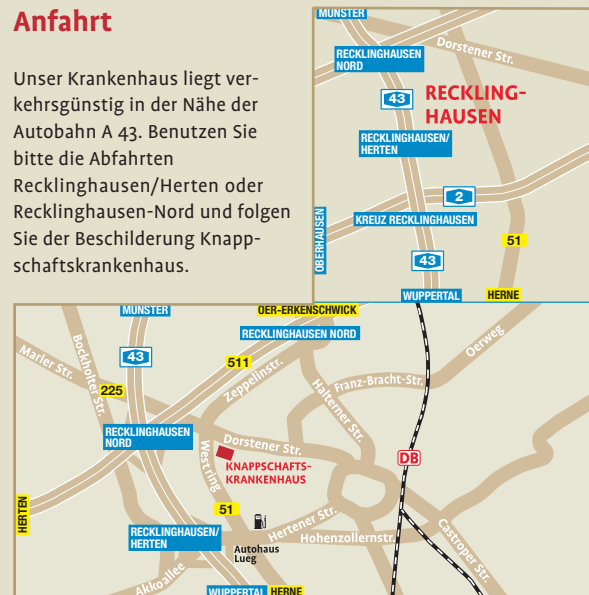 Anfahrt
Unser Krankenhaus liegt ver-
kehrsgünstig in der Nähe der
Autobahn A 43. Benutzen Sie
bitte die Abfahrten
Recklinghausen/Herten oder
Recklinghausen-Nord und folgen
Sie der Beschilderung Knapp-
schaftskrankenhaus.
MÜNSTER
Dorstener Str.
RECKLINGHAUSEN
NORD
43
RECKLING-
HAUSEN
RECKLINGHAUSEN/
HERTEN
2
KREUZ RECKLINGHAUSEN
OBERHAUSEN
51
43
WUPPERTAL
HERNE
MÜNSTER
OER-ERKENSCHWICK
RECKLINGHAUSEN NORD
Oerweg
Marler Str.
Bockholter Str.
43
511
Zeppelinstr.
Franz-Bracht-Str.
Halterner Str.
225
RECKLINGHAUSEN
NORD
Dorstener Str.
Westring
KNAPPSCHAFTS-
KRANKENHAUS
DB
HERTEN
51
Hertener Str.
Hohenzollernstr.
Castroper Str.
RECKLINGHAUSEN/
HERTEN
Autohaus
Lueg
Akkoallee
WUPPERTAL
HERNE